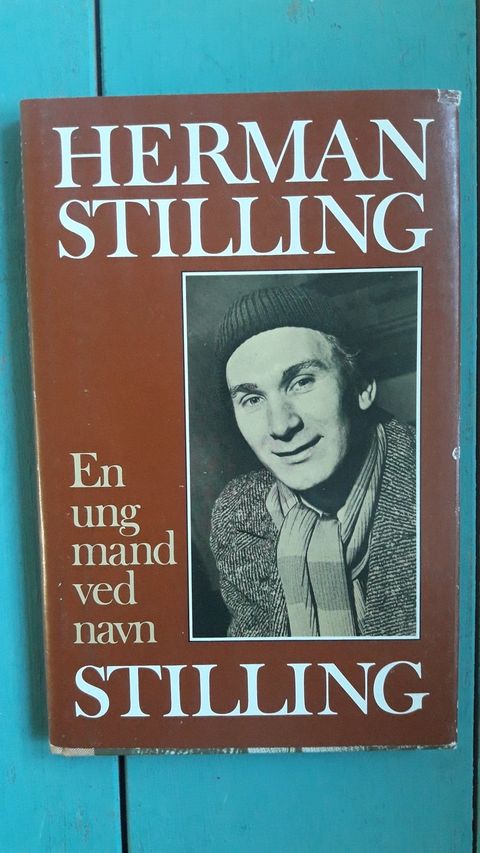 HERMAN
STILLING
En
ung
mand
ved
navn
STILLING